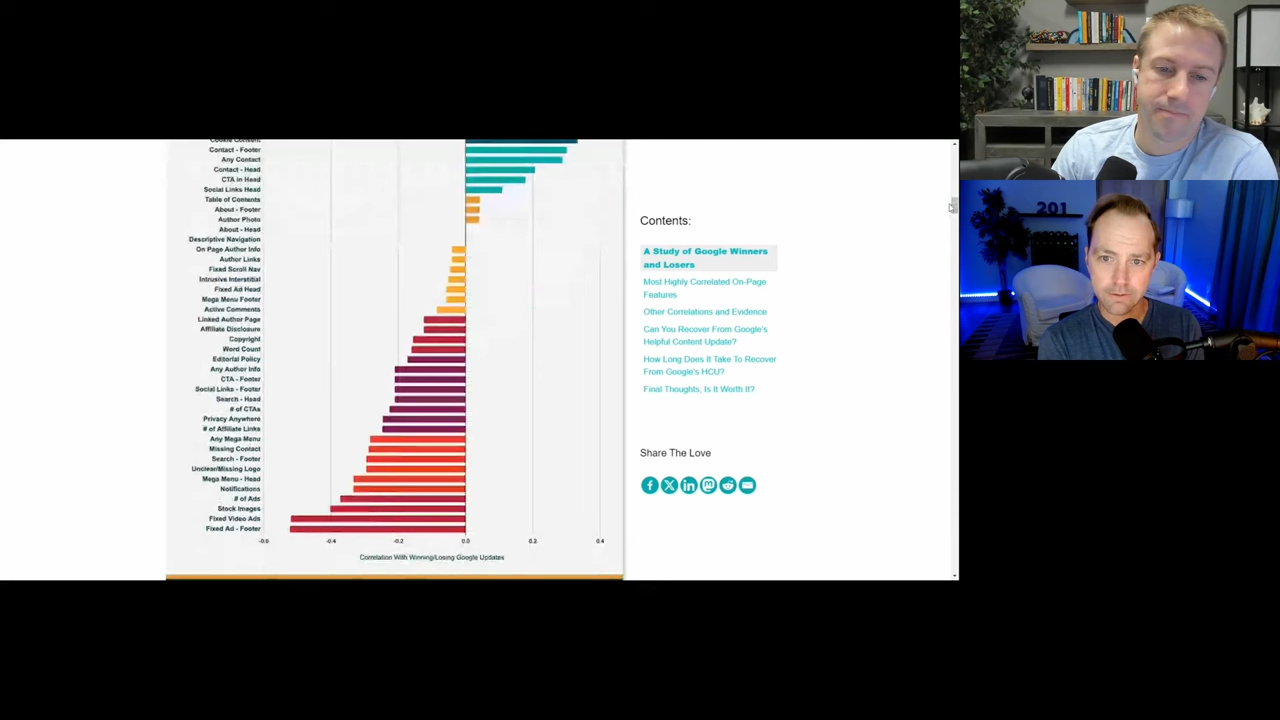 Cookie Consent
Contact - Footer
Any Contact
Contact - Head
CTA in Head
Social Links Head
Table of Contents
About - Footer
Author Photo
About - Head
Descriptive Navigation
On Page Author Info
Author Links
Fixed Scroll Nav
Intrusive Interstitial
Fixed Ad Head
Mega Menu Footer
Active Comments
Linked Author Page
Affiliate Disclosure
Copyright
Word Count
Editorial Policy
Any Author Info
CTA - Footer
Social Links - Footer
Search - Head
# of CTAs
Privacy Anywhere
# of Affiliate Links
Any Mega Menu
Missing Contact
Search - Footer
Unclear/Missing Logo
Mega Menu - Head
Notifications
# of Ads
Stock Images
Fixed Video Ads
Fixed Ad - Footer
-0.4 -0.2 0.0 0.2 0.4
Correlation With Winning/Losing Google Updates
Contents:
A Study of Google Winners
and Losers
Most Highly Correlated On-Page
Features
Other Correlations and Evidence
Can You Recover From Google's
Helpful Content Update?
How Long Does It Take To Recover
From Google's HCU?
Final Thoughts, Is It Worth It?
Share The Love
201